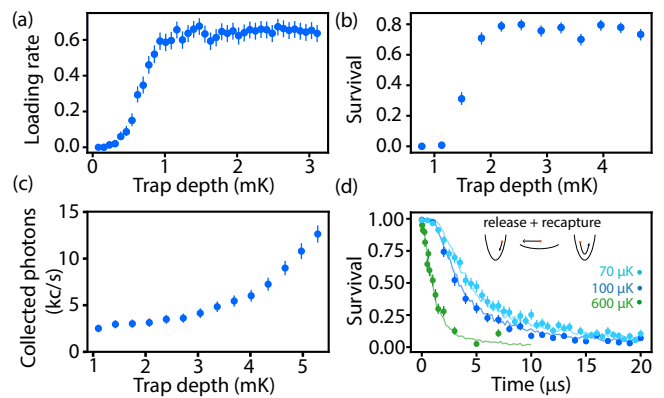 (a)
Loading rate
0.6
0.4
0.2
0.0
0
1
2
3
Trap depth (mK)
(b)
Survival
0.8
0.6
0.4
0.2
0.0
1
2
3
4
Trap depth (mK)
(c)
Collected photons
(kc/s)
15
10
5
0
1
2
3
4
5
Trap depth (mK)
(d)
Survival
1.00
0.75
0.50
0.25
0.00
release + recapture
70 μK
100 μK
600 μK
0
5
10
15
20
Time (μs)